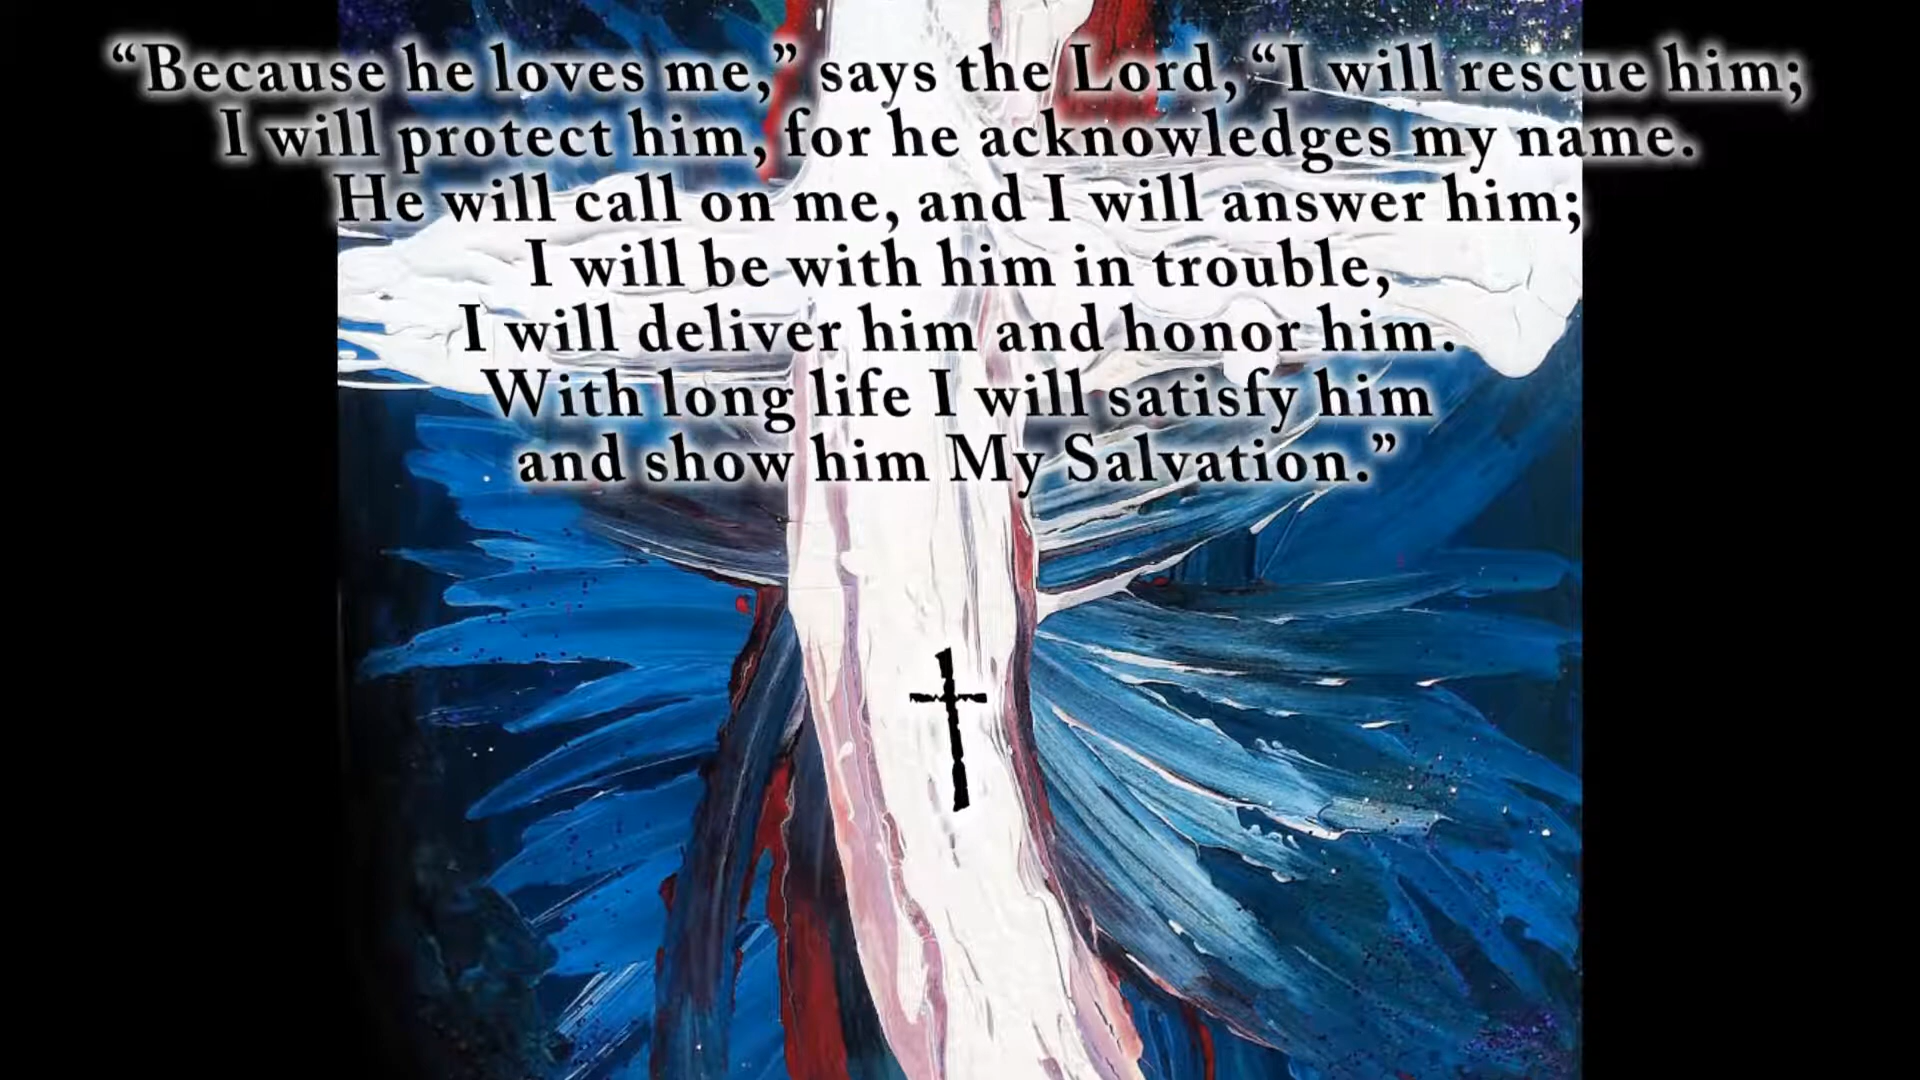 “Because he loves me,” says the Lord, “I will rescue him;
I will protect him, for he acknowledges my name.
He will call on me, and I will answer him;
I will be with him in trouble,
I will deliver him and honor him.
With long life I will satisfy him
and show him My Salvation.”